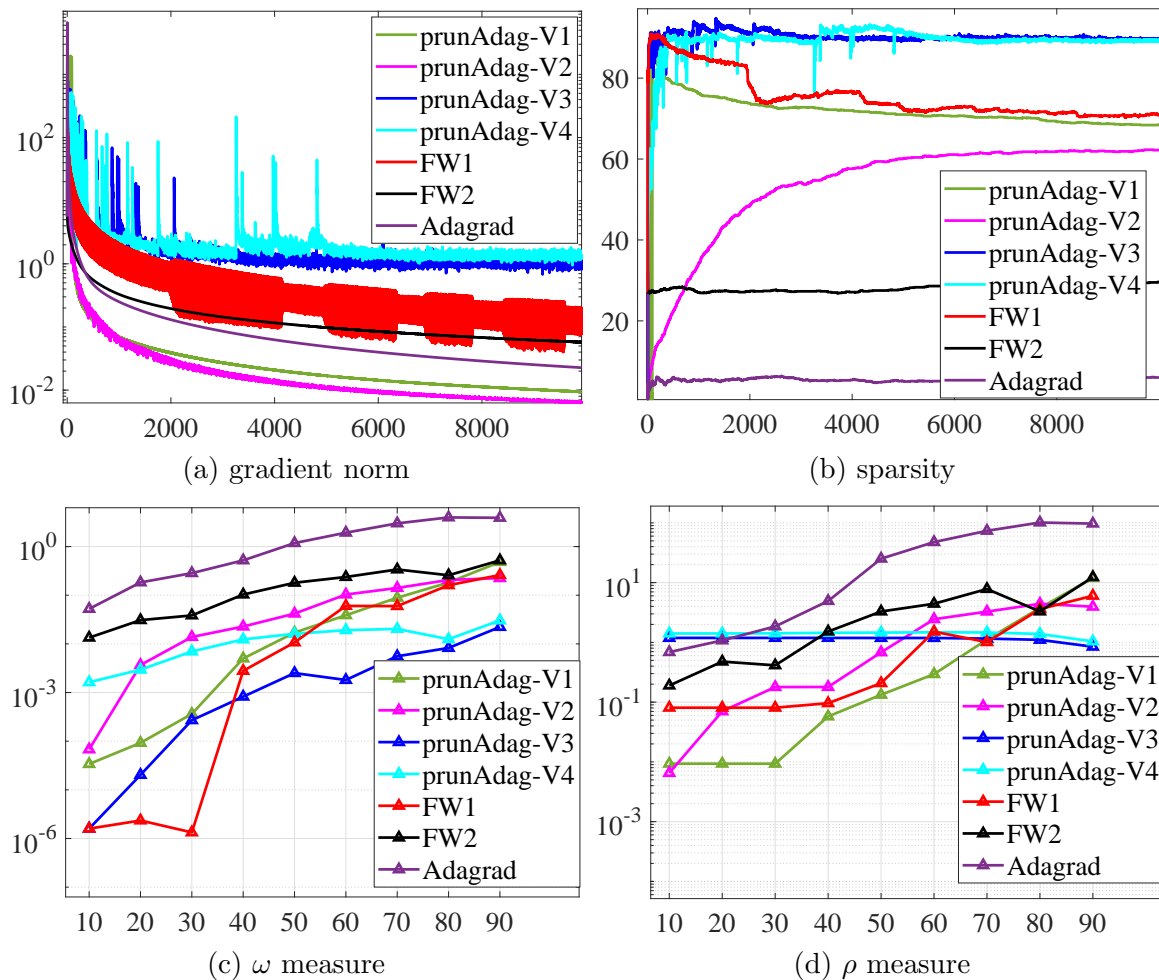 10^2
10^0
10^-2
0
2000
4000
6000
8000
prunAdag-V1
prunAdag-V2
prunAdag-V3
prunAdag-V4
FW1
FW2
Adagrad
(a) gradient norm
80
60
40
20
0
2000
4000
6000
8000
prunAdag-V1
prunAdag-V2
prunAdag-V3
prunAdag-V4
FW1
FW2
Adagrad
(b) sparsity
10^0
10^-3
10^-6
10 20 30 40 50 60 70 80 90
prunAdag-V1
prunAdag-V2
prunAdag-V3
prunAdag-V4
FW1
FW2
Adagrad
(c) ω measure
10^1
10^-1
10^-3
10 20 30 40 50 60 70 80 90
prunAdag-V1
prunAdag-V2
prunAdag-V3
prunAdag-V4
FW1
FW2
Adagrad
(d) ρ measure